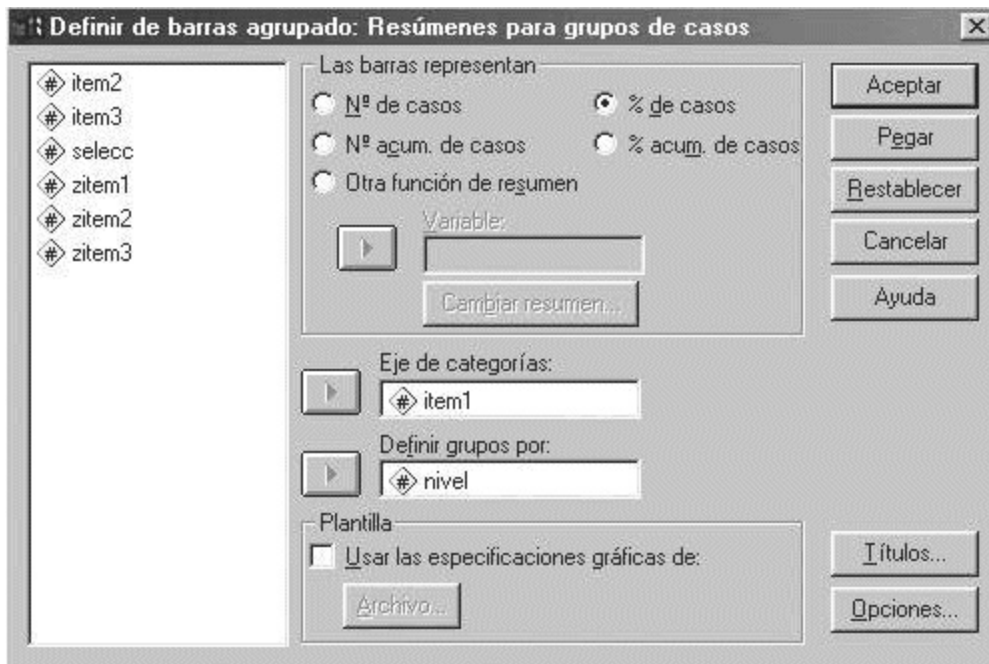 Definir de barras agrupado: Resúmenes para grupos de casos
item2
item3
selecc
zitem1
zitem2
zitem3
Las barras representan
Nº de casos
% de casos
Nº acum. de casos
% acum. de casos
Otra función de resumen
Variable:
Cambiar resumen...
Eje de categorías:
item1
Definir grupos por:
nivel
Plantilla
Usar las especificaciones gráficas de:
Archivo...
Aceptar
Pegar
Restablecer
Cancelar
Ayuda
Títulos...
Opciones...